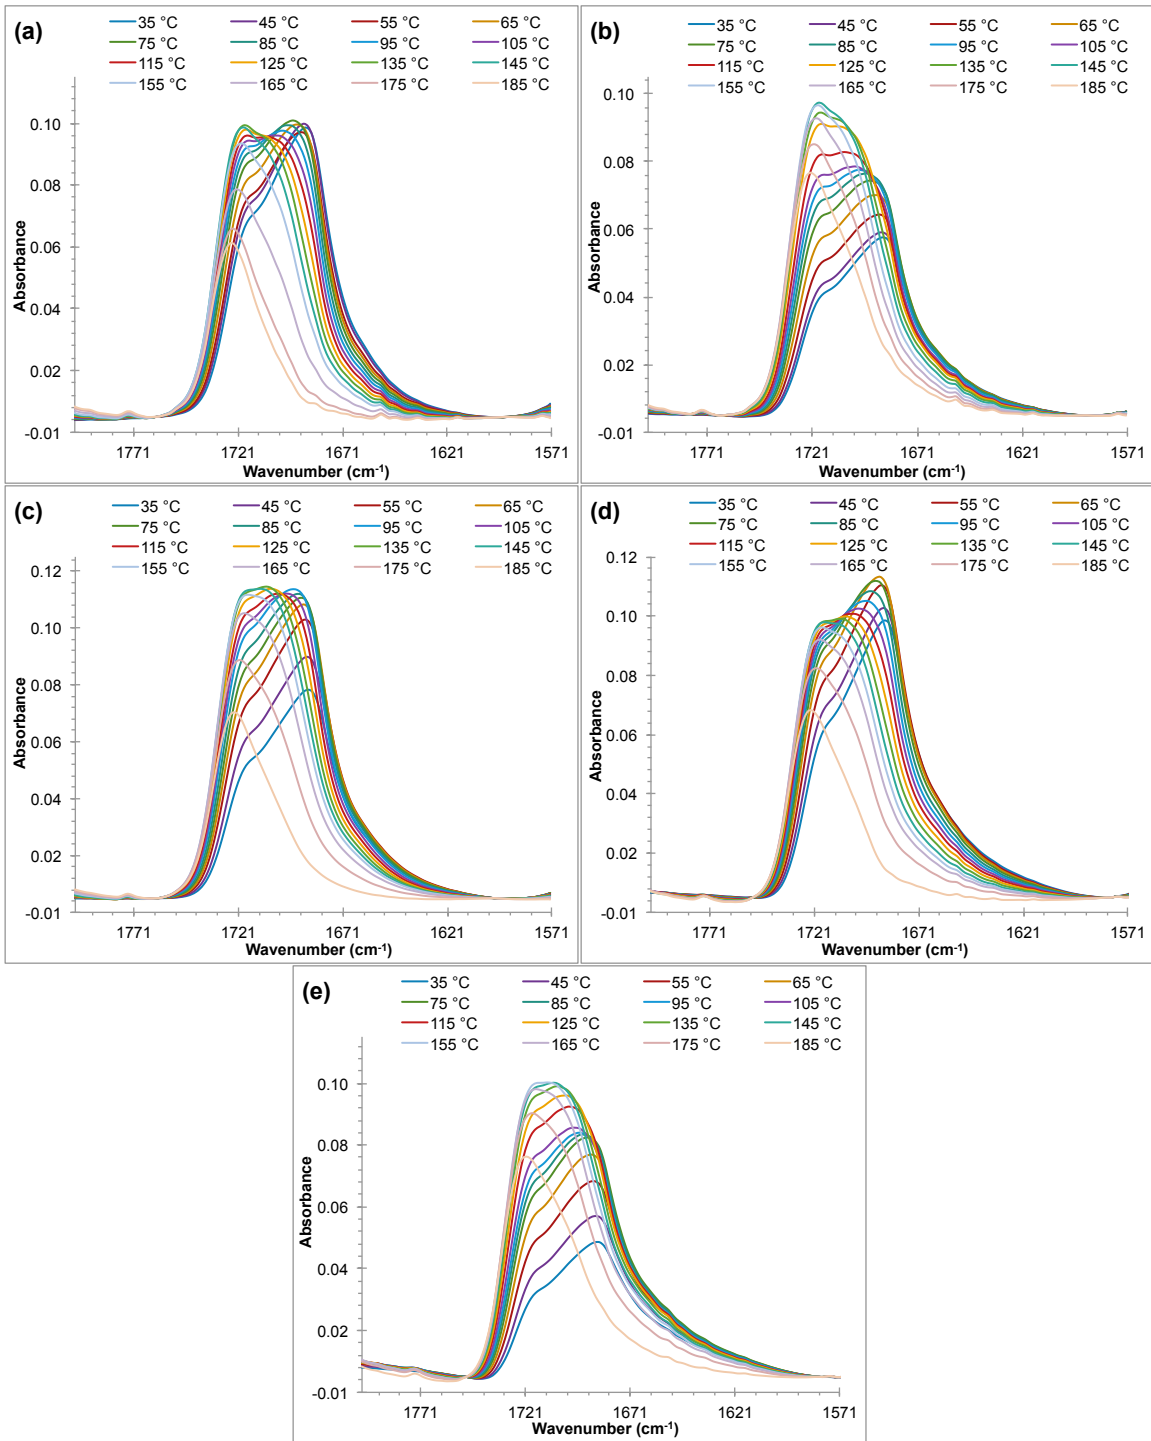 (a)
35 °C 45 °C 55 °C 65 °C
75 °C 85 °C 95 °C 105 °C
115 °C 125 °C 135 °C 145 °C
155 °C 165 °C 175 °C 185 °C
0.10
0.08
0.06
0.04
0.02
-0.01
Absorbance
1771 1721 1671 1621 1571
Wavenumber (cm-1)
(b)
35 °C 45 °C 55 °C 65 °C
75 °C 85 °C 95 °C 105 °C
115 °C 125 °C 135 °C 145 °C
155 °C 165 °C 175 °C 185 °C
0.10
0.08
0.06
0.04
0.02
-0.01
Absorbance
1771 1721 1671 1621 1571
Wavenumber (cm-1)
(c)
35 °C 45 °C 55 °C 65 °C
75 °C 85 °C 95 °C 105 °C
115 °C 125 °C 135 °C 145 °C
155 °C 165 °C 175 °C 185 °C
0.12
0.10
0.08
0.06
0.04
0.02
-0.01
Absorbance
1771 1721 1671 1621 1571
Wavenumber (cm-1)
(d)
35 °C 45 °C 55 °C 65 °C
75 °C 85 °C 95 °C 105 °C
115 °C 125 °C 135 °C 145 °C
155 °C 165 °C 175 °C 185 °C
0.12
0.10
0.08
0.06
0.04
0.02
-0.01
Absorbance
1771 1721 1671 1621 1571
Wavenumber (cm-1)
(e)
35 °C 45 °C 55 °C 65 °C
75 °C 85 °C 95 °C 105 °C
115 °C 125 °C 135 °C 145 °C
155 °C 165 °C 175 °C 185 °C
0.10
0.08
0.06
0.04
0.02
-0.01
Absorbance
1771 1721 1671 1621 1571
Wavenumber (cm-1)